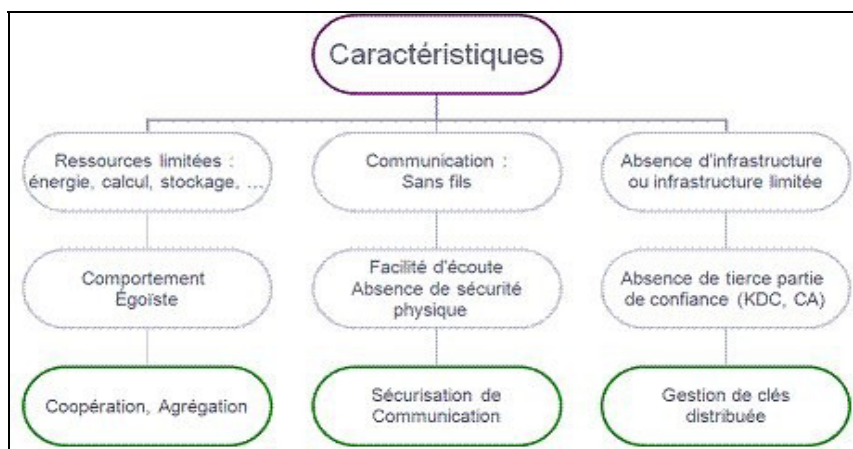 Caractéristiques
Ressources limitées :
énergie, calcul, stockage, ...
Communication :
Sans fils
Absence d'infrastructure
ou infrastructure limitée
Comportement
Égoïste
Facilité d'écoute
Absence de sécurité
physique
Absence de tierce partie
de confiance (KDC, CA)
Coopération, Agrégation
Sécurisation de
Communication
Gestion de clés
distribuée